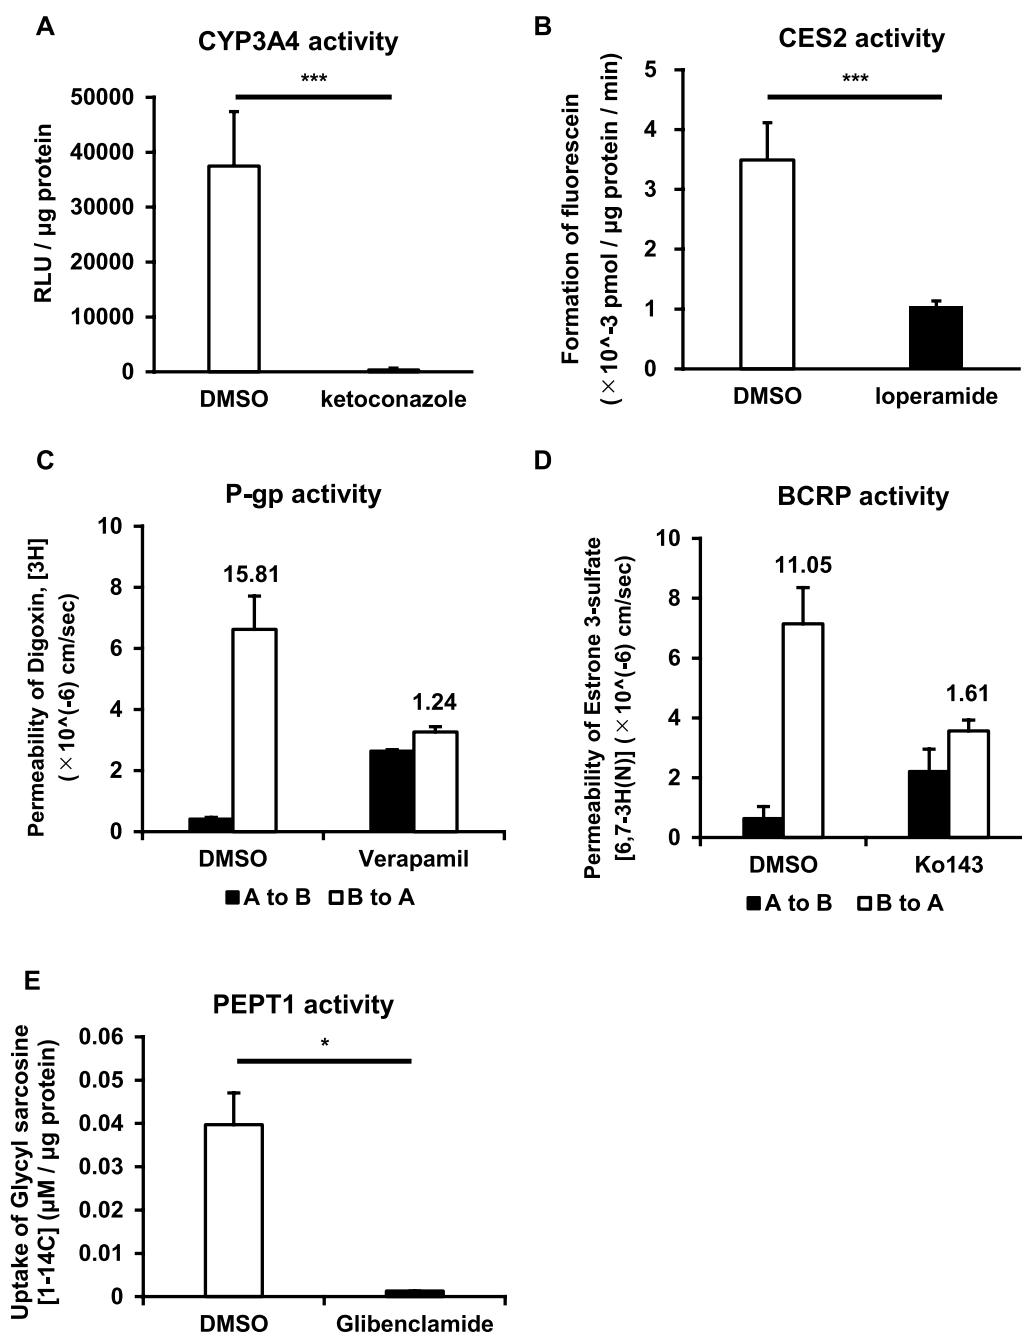 A
CYP3A4 activity
***
RLU / µg protein
50000
40000
30000
20000
10000
0
DMSO
ketoconazole
B
CES2 activity
***
Formation of fluorescein
(×10^-3 pmol / µg protein / min)
5
4
3
2
1
0
DMSO
loperamide
C
P-gp activity
Permeability of Digoxin, [3H]
(×10^(-6) cm/sec)
10
8
6
4
2
0
15.81
1.24
DMSO
Verapamil
A to B B to A
D
BCRP activity
Permeability of Estrone 3-sulfate
[6,7-3H(N)] (×10^(-6) cm/sec)
10
8
6
4
2
0
11.05
1.61
DMSO
Ko143
A to B B to A
E
PEPT1 activity
*
Uptake of Glycyl sarcosine
[1-14C] (µM / µg protein)
0.06
0.05
0.04
0.03
0.02
0.01
0
DMSO
Glibenclamide